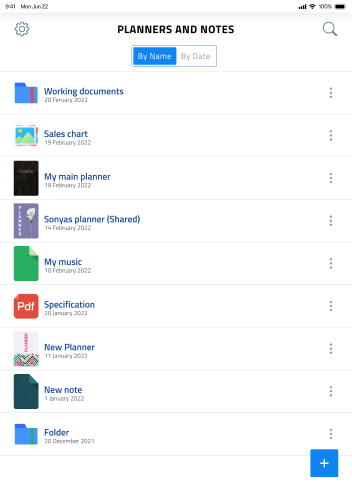 9:41 Mon Jun 22 100%
PLANNERS AND NOTES
By Name By Date
Working documents
20 Feruary 2022
Sales chart
19 February 2022
My main planner
19 February 2022
PLANNER
Sonyas planner (Shared)
14 February 2022
My music
10 February 2022
Pdf
Specification
20 January 2022
PLANNER
New Planner
11 January 2022
New note
1 January 2022
Folder
20 December 2021
+